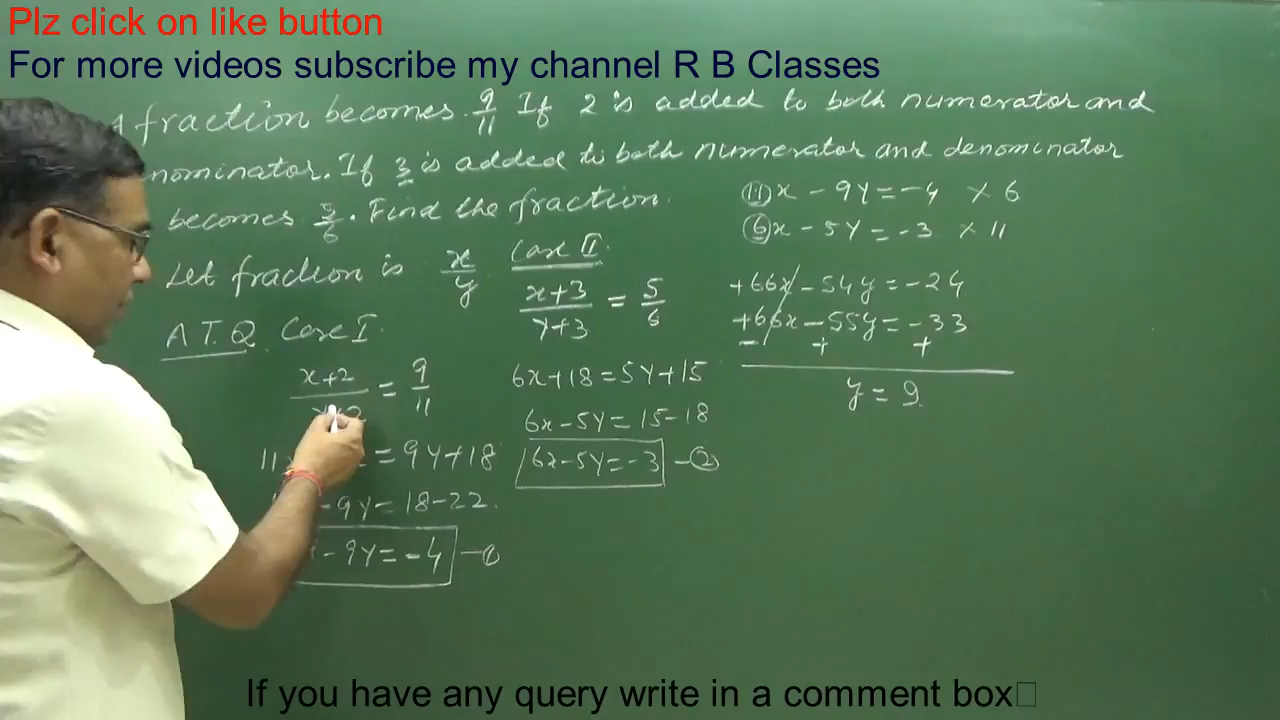 Plz click on like button
For more videos subscribe my channel R B Classes
A fraction becomes 9/11 If 2 is added to both numerator and
nominator. If 3 is added to both numerator and denominator
becomes 5/6. Find the fraction.
Let fraction is x/y
A.T.Q. Case I.
x+2/y+2 = 9/11
= 9y+18
-9y = 18-22.
- 9y = -4 -①
Case II.
x+3/y+3 = 5/6
6x+18 = 5y+15
6x-5y = 15-18
6x-5y = -3 -②
11x - 9y = -4 × 6
6x - 5y = -3 × 11
+66x - 54y = -24
+66x - 55y = -33
- + +
y = 9
If you have any query write in a comment box